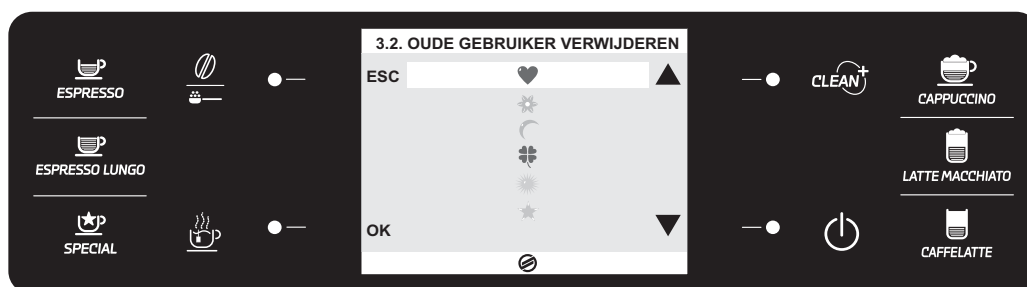 3.2. OUDE GEBRUIKER VERWIJDEREN
ESC
OK
ESPRESSO
ESPRESSO LUNGO
SPECIAL
CLEAN+
CAPPUCCINO
LATTE MACCHIATO
CAFFELATTE